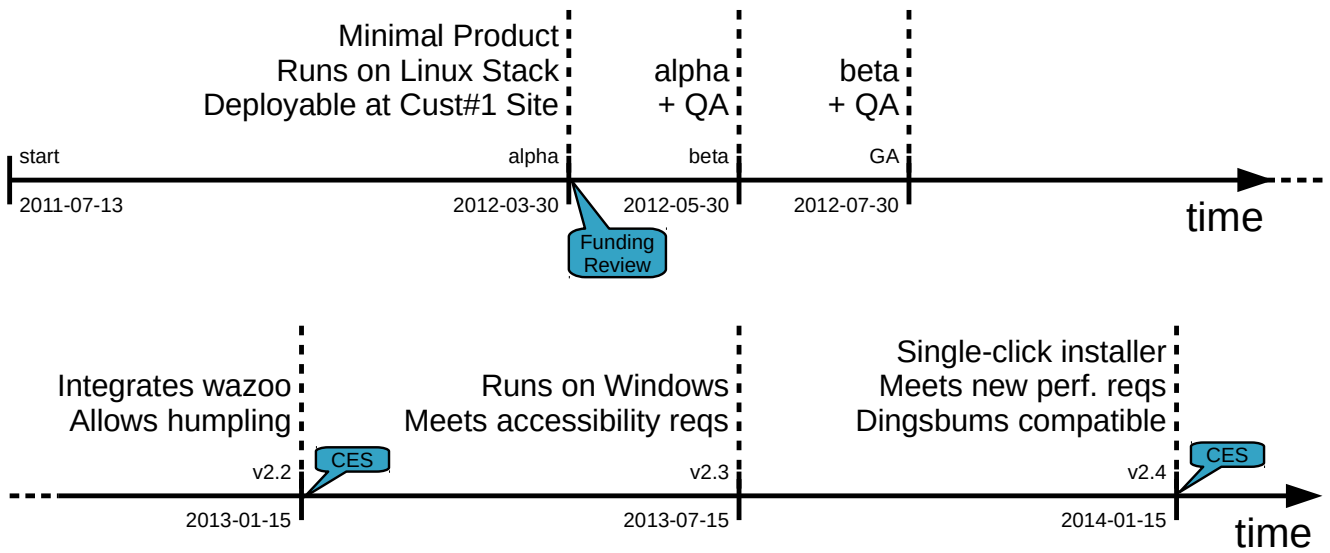 Minimal Product
Runs on Linux Stack
Deployable at Cust#1 Site
alpha
+ QA
beta
+ QA
start
alpha
beta
GA
2011-07-13
2012-03-30
2012-05-30
2012-07-30
time
Funding
Review
Integrates wazoo
Allows humpling
Runs on Windows
Meets accessibility reqs
Single-click installer
Meets new perf. reqs
Dingsbums compatible
v2.2
CES
v2.3
v2.4
CES
2013-01-15
2013-07-15
2014-01-15
time